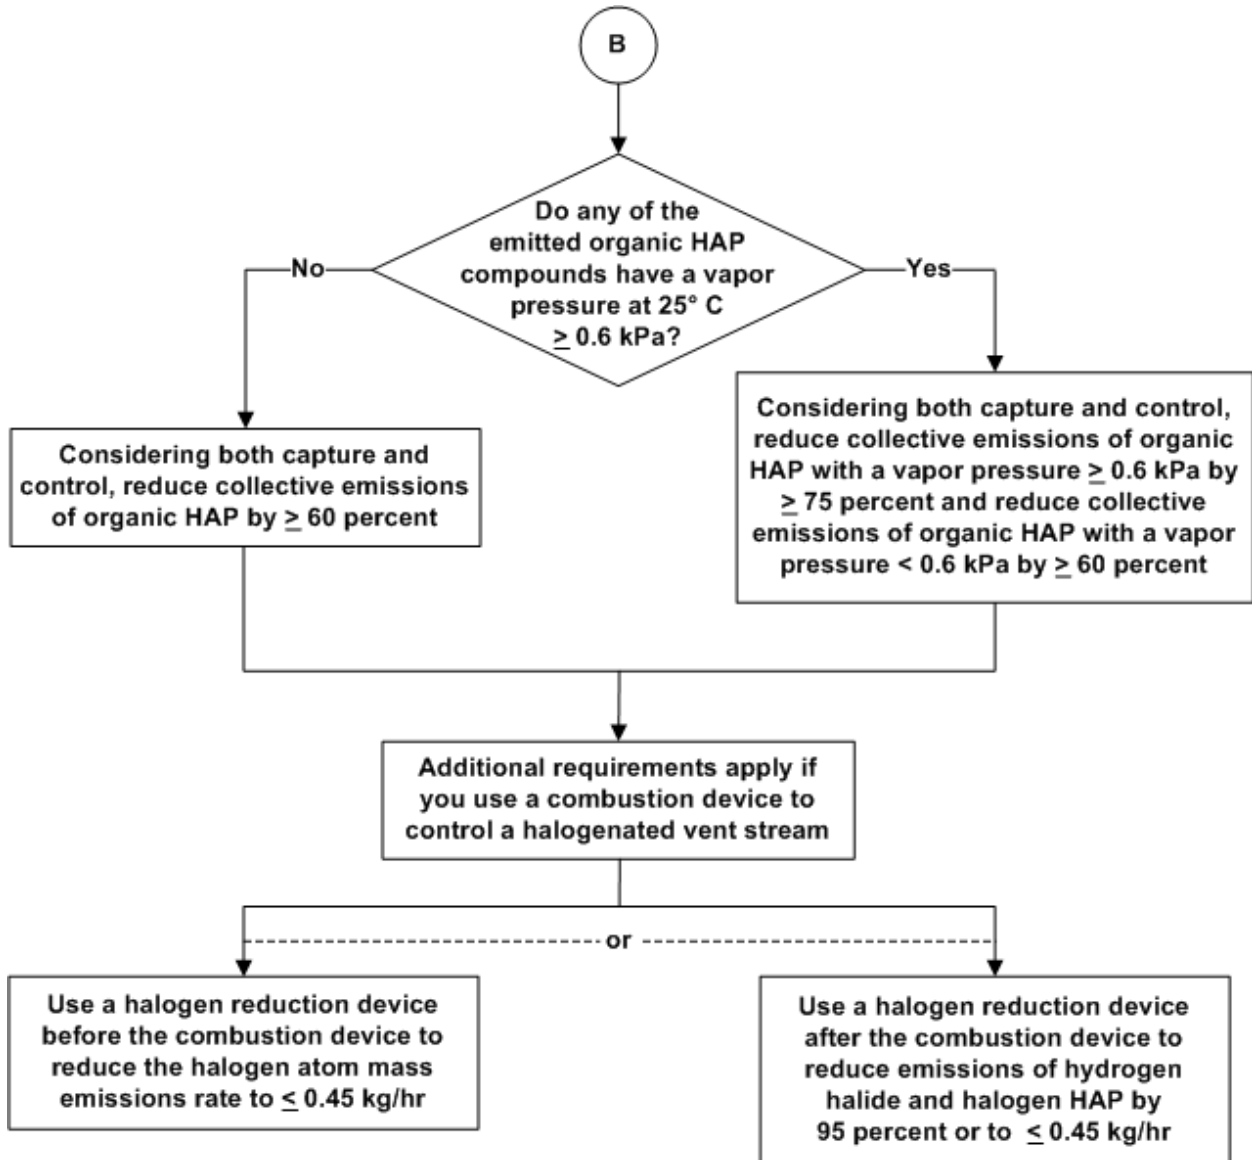 B
Do any of the
emitted organic HAP
compounds have a vapor
pressure at 25° C
≥ 0.6 kPa?
No
Yes
Considering both capture and
control, reduce collective emissions
of organic HAP by ≥ 60 percent
Considering both capture and control,
reduce collective emissions of organic
HAP with a vapor pressure ≥ 0.6 kPa by
≥ 75 percent and reduce collective
emissions of organic HAP with a vapor
pressure < 0.6 kPa by ≥ 60 percent
Additional requirements apply if
you use a combustion device to
control a halogenated vent stream
or
Use a halogen reduction device
before the combustion device to
reduce the halogen atom mass
emissions rate to ≤ 0.45 kg/hr
Use a halogen reduction device
after the combustion device to
reduce emissions of hydrogen
halide and halogen HAP by
95 percent or to ≤ 0.45 kg/hr